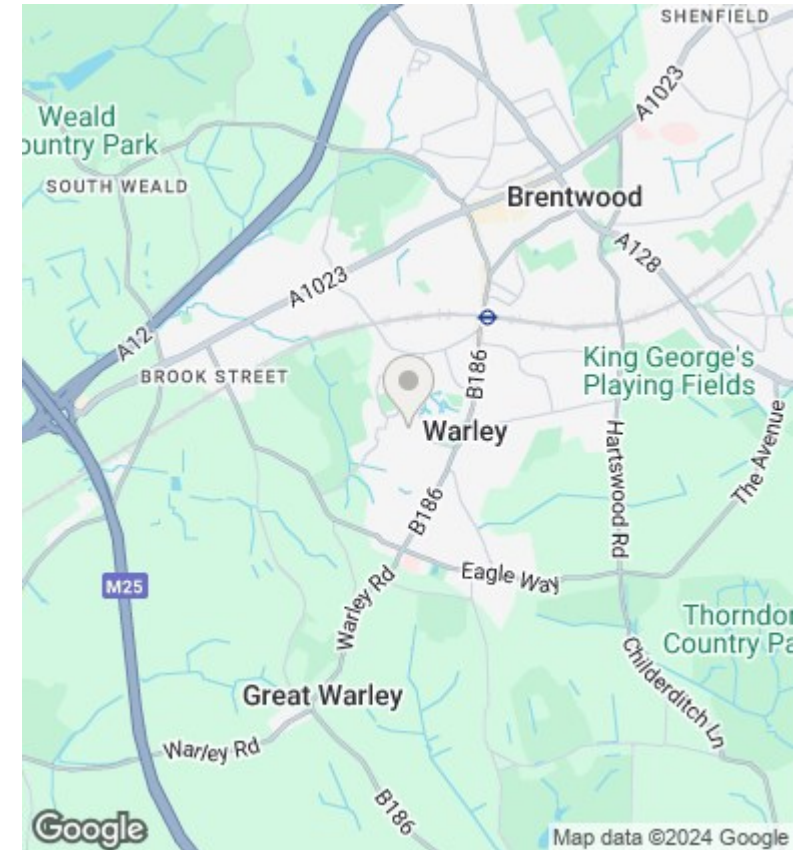 SHENFIELD
A1023
Weald
ountry Park
SOUTH WEALD
Brentwood
A128
A1023
A12
BROOK STREET
B186
King George's
Playing Fields
Warley
Hartswood Rd
The Avenue
B186
M25
Eagle Way
Warley Rd
Thorndon
Country Pa
Childerditch Ln
Great Warley
Warley Rd
B186
Google
Map data ©2024 Google